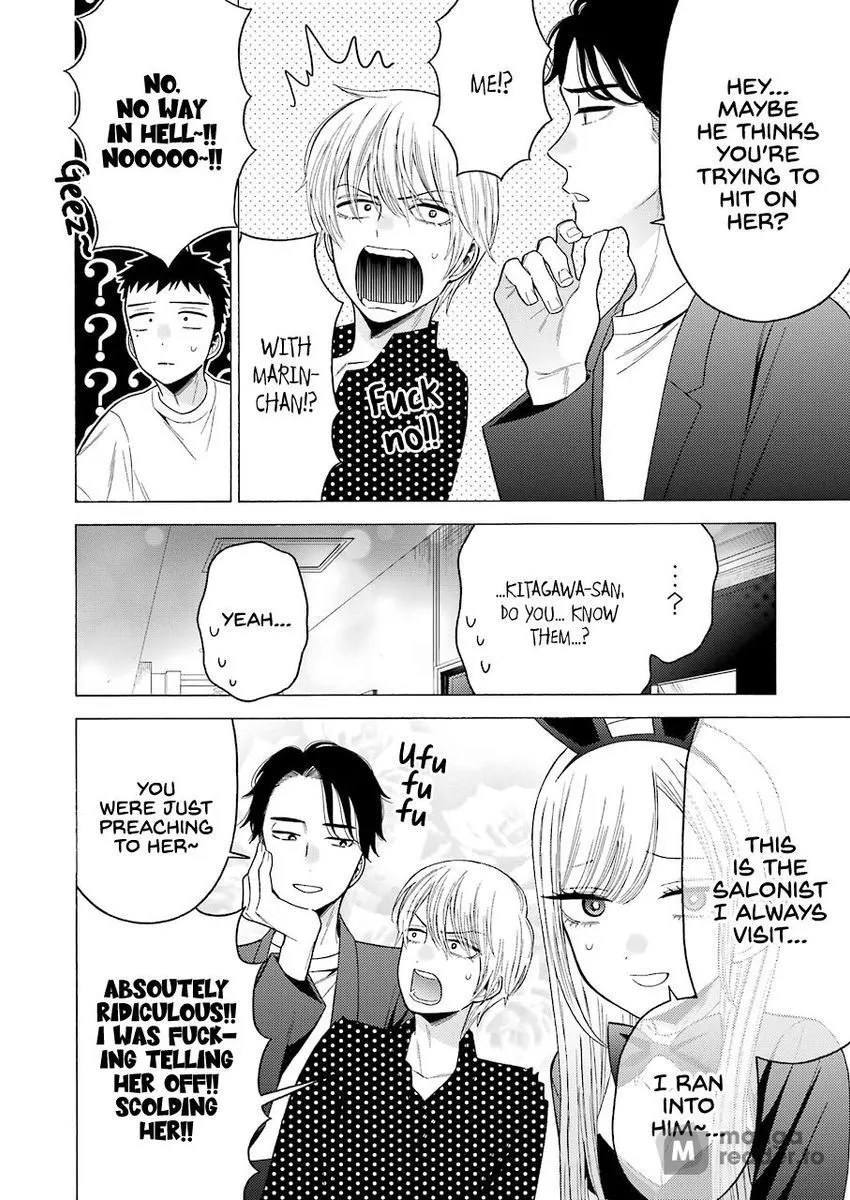 HEY...
MAYBE
HE THINKS
YOU'RE
TRYING TO
HIT ON
HER?
ME!?
WITH
MARIN-
CHAN!?
Fuck
no!!
NO,
NO WAY
IN HELL~!!
NOOOOO~!!
Geez~
? ? ? ?
...?
...KITAGAWA-SAN,
DO YOU... KNOW
THEM...?
YEAH...
THIS
IS THE
SALONIST
I ALWAYS
VISIT...
I RAN
INTO
HIM~...
Ufu
fu
fu
YOU
WERE JUST
PREACHING
TO HER~
ABSOUTELY
RIDICULOUS!!
I WAS FUCK-
ING TELLING
HER OFF!!
SCOLDING
HER!!
M manga
reader.to